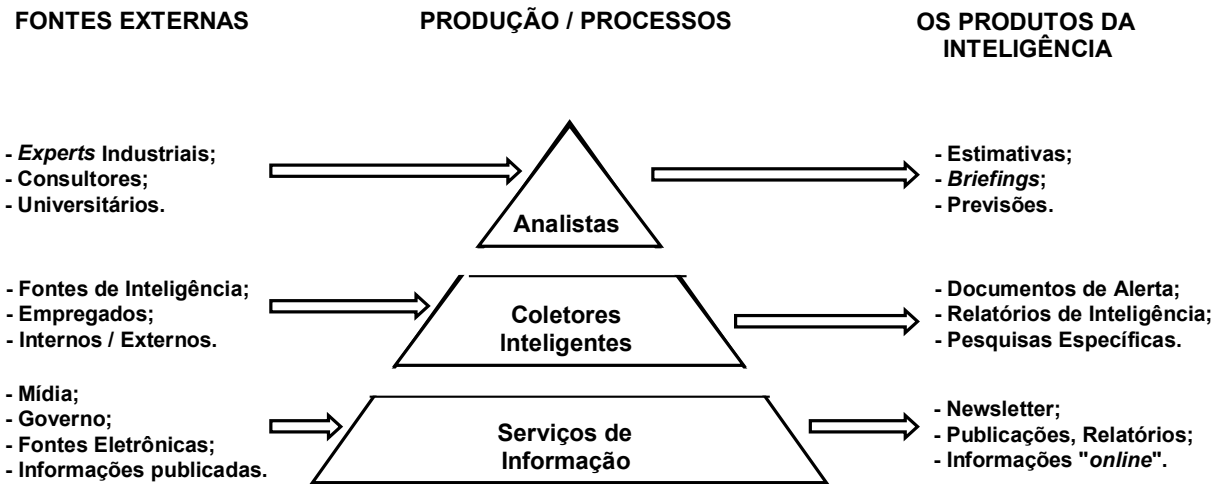 FONTES EXTERNAS
PRODUÇÃO / PROCESSOS
OS PRODUTOS DA
INTELIGÊNCIA
- Experts Industriais;
- Consultores;
- Universitários.
Analistas
- Estimativas;
- Briefings;
- Previsões.
- Fontes de Inteligência;
- Empregados;
- Internos / Externos.
Coletores
Inteligentes
- Documentos de Alerta;
- Relatórios de Inteligência;
- Pesquisas Específicas.
- Mídia;
- Governo;
- Fontes Eletrônicas;
- Informações publicadas.
Serviços de
Informação
- Newsletter;
- Publicações, Relatórios;
- Informações "online".